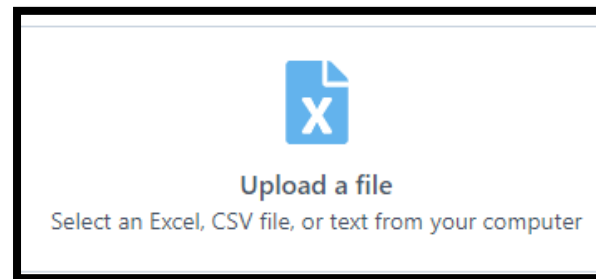 X
Upload a file
Select an Excel, CSV file, or text from your computer